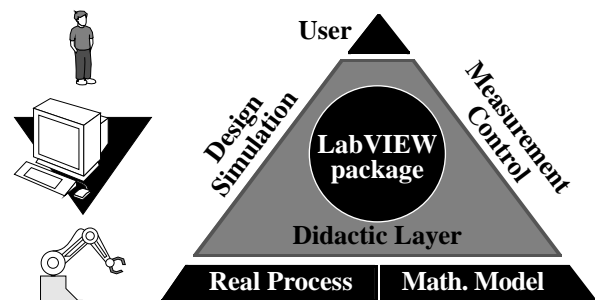 User
Design
Simulation
Measurement
Control
LabVIEW
package
Didactic Layer
Real Process
Math. Model